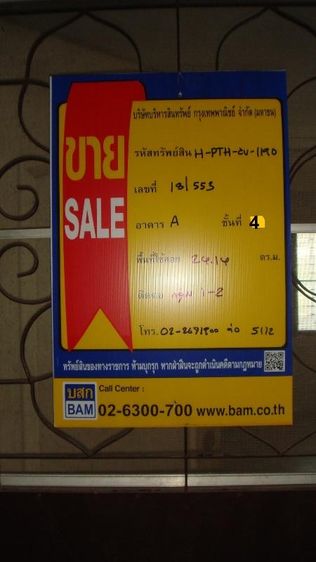 บริษัทบริหารสินทรัพย์ กรุงเทพพาณิชย์ จำกัด (มหาชน)
ขาย
SALE
รหัสทรัพย์สิน H-PTH-CU-1190
เลขที่ 18/553
อาคาร A ชั้นที่ 4
พื้นที่ใช้สอย 24.14 ตร.ม.
ติดต่อ กลุ่ม 1-2
โทร. 02-2671900 ต่อ 5112
ทรัพย์สินของทางราชการ ห้ามบุกรุก หากฝ่าฝืนจะถูกดำเนินคดีตามกฎหมาย
บสก
BAM
Call Center :
02-6300-700 www.bam.co.th